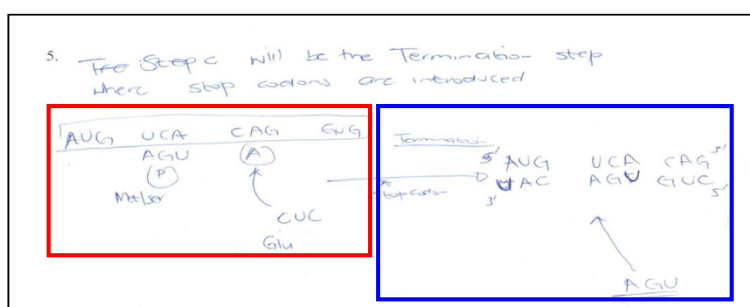 5. The Step c will be the Termination step
where stop codons are introduced
AUG UCA CAG GUG
AGU A
P
Met Ser
CUC
Glu
Termination
Stop codon
5' AUG UCA CAG 3'
UAC AGU GUC
3' 5'
AGU